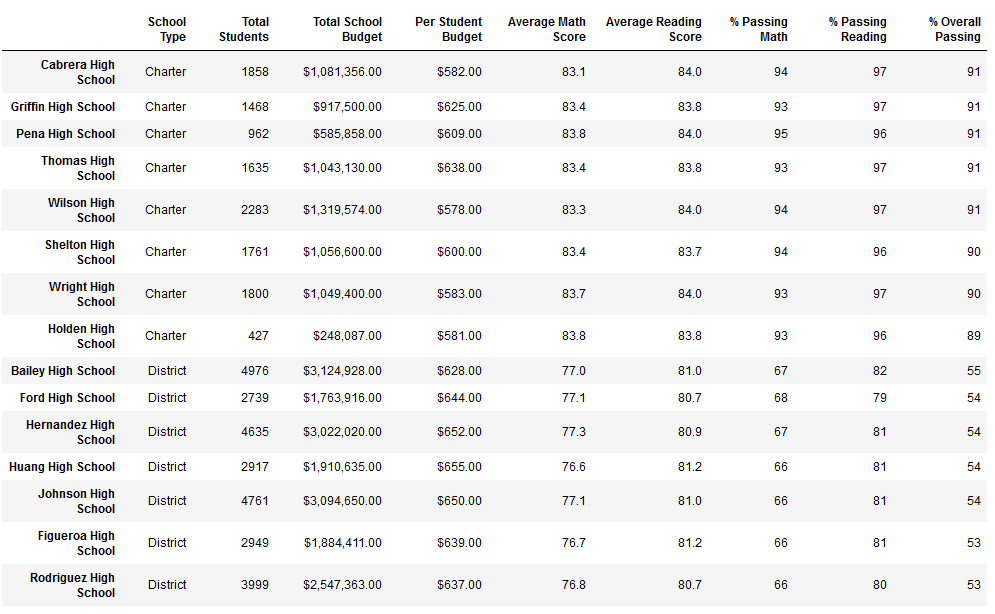 School Type Total Students Total School Budget Per Student Budget Average Math Score Average Reading Score % Passing Math % Passing Reading % Overall Passing
Cabrera High School Charter 1858 $1,081,356.00 $582.00 83.1 84.0 94 97 91
Griffin High School Charter 1468 $917,500.00 $625.00 83.4 83.8 93 97 91
Pena High School Charter 962 $585,858.00 $609.00 83.8 84.0 95 96 91
Thomas High School Charter 1635 $1,043,130.00 $638.00 83.4 83.8 93 97 91
Wilson High School Charter 2283 $1,319,574.00 $578.00 83.3 84.0 94 97 91
Shelton High School Charter 1761 $1,056,600.00 $600.00 83.4 83.7 94 96 90
Wright High School Charter 1800 $1,049,400.00 $583.00 83.7 84.0 93 97 90
Holden High School Charter 427 $248,087.00 $581.00 83.8 83.8 93 96 89
Bailey High School District 4976 $3,124,928.00 $628.00 77.0 81.0 67 82 55
Ford High School District 2739 $1,763,916.00 $644.00 77.1 80.7 68 79 54
Hernandez High School District 4635 $3,022,020.00 $652.00 77.3 80.9 67 81 54
Huang High School District 2917 $1,910,635.00 $655.00 76.6 81.2 66 81 54
Johnson High School District 4761 $3,094,650.00 $650.00 77.1 81.0 66 81 54
Figueroa High School District 2949 $1,884,411.00 $639.00 76.7 81.2 66 81 53
Rodriguez High School District 3999 $2,547,363.00 $637.00 76.8 80.7 66 80 53